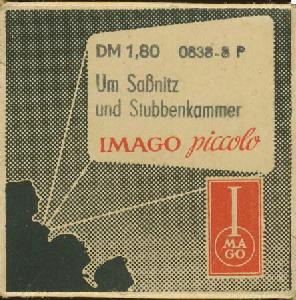 DM 1,80 0838-8 P
Um Saßnitz
und Stubbenkammer
IMAGO piccolo
I
MA
GO